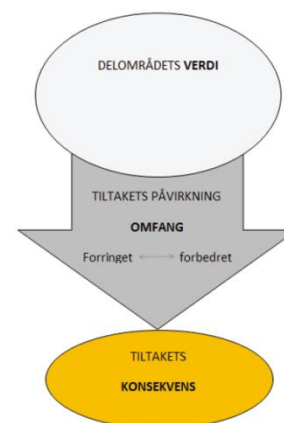 DELOMRÅDETS VERDI
TILTAKETS PÅVIRKNING
OMFANG
Forringet forbedret
TILTAKETS
KONSEKVENS